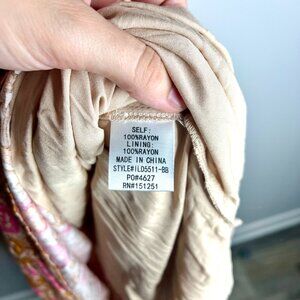 SELF:
100%RAYON
LINING:
100%RAYON
MADE IN CHINA
STYLE#ILD5511-BB
PO#4627
RN#151251